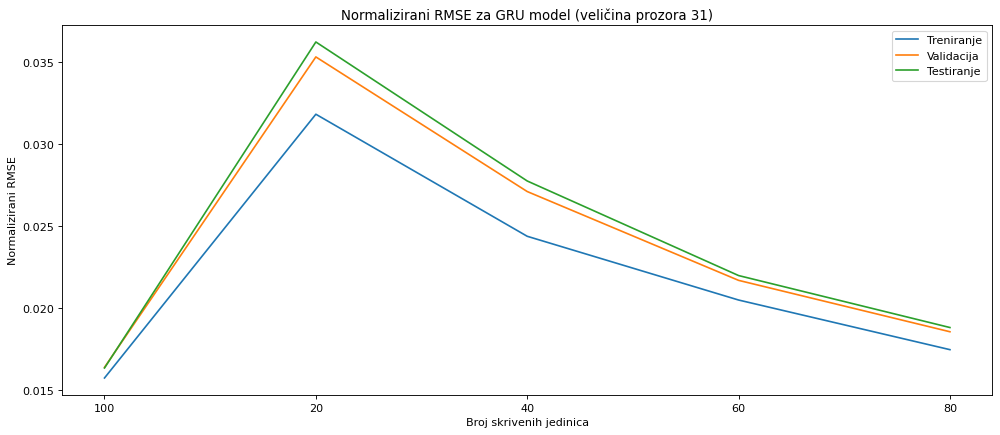 Normalizirani RMSE za GRU model (veličina prozora 31)
Treniranje
Validacija
Testiranje
0.035
0.030
0.025
0.020
0.015
Normalizirani RMSE
100 20 40 60 80
Broj skrivenih jedinica